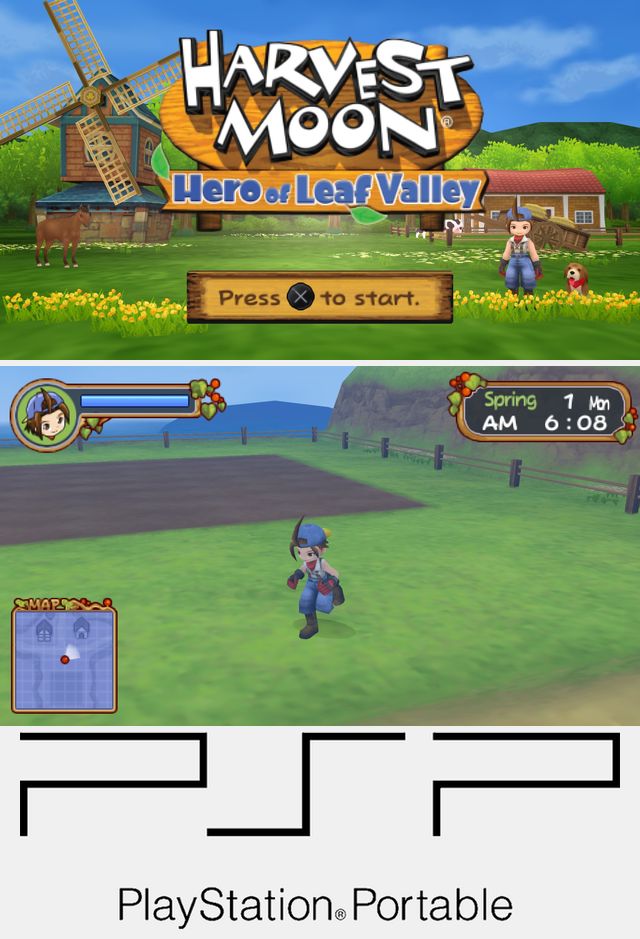 HARVEST
MOON®
Hero of Leaf Valley
Press X to start.
Spring 1 Mon
AM 6:08
MAP
PSP
PlayStation®Portable